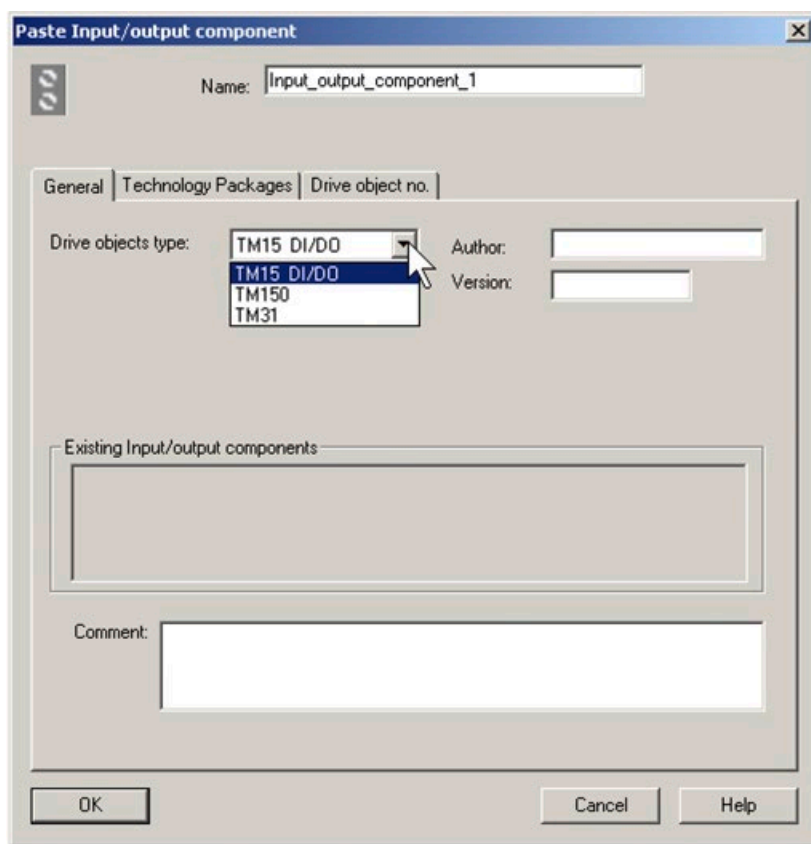 Paste Input/output component
Name: Input_output_component_1
General Technology Packages Drive object no.
Drive objects type: TM15 DI/DO Author:
TM15 DI/DO Version:
TM150
TM31
Existing Input/output components
Comment:
OK Cancel Help